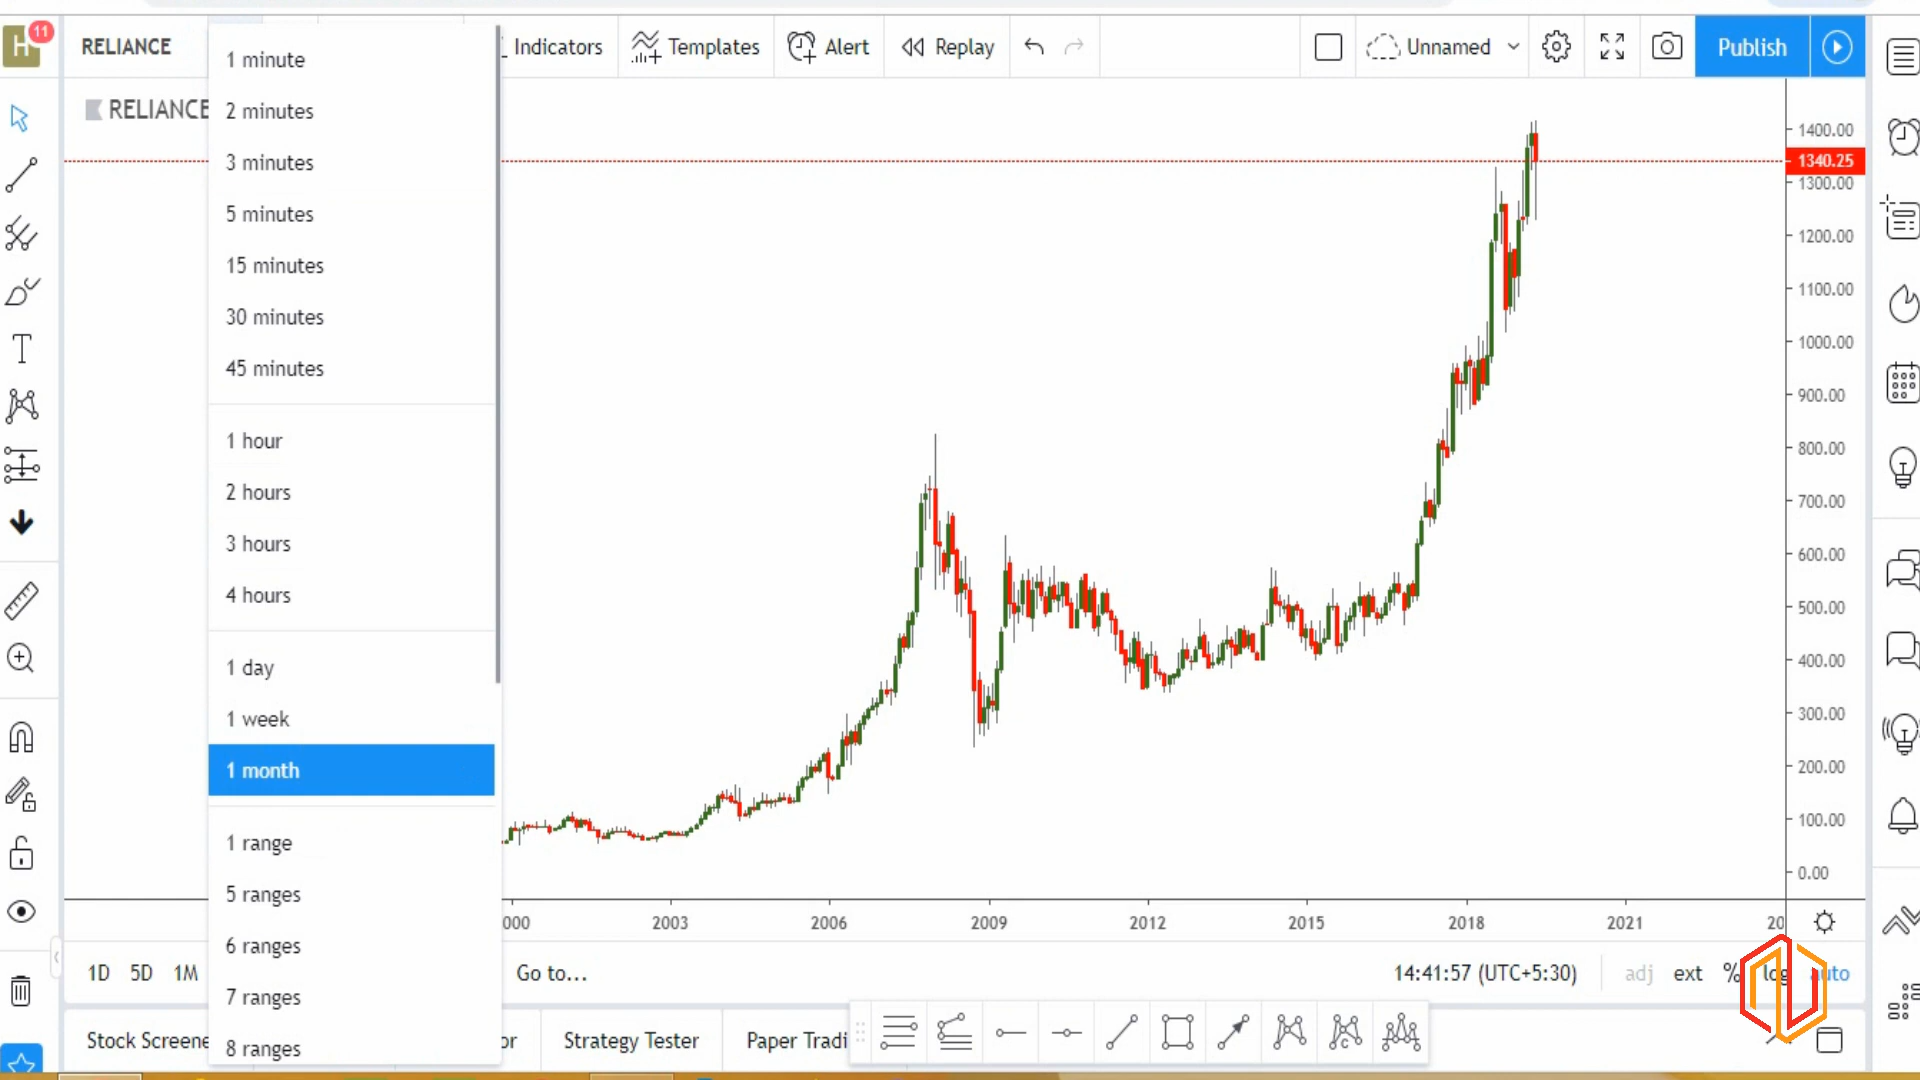 H
11
RELIANCE
Indicators
Templates
Alert
Replay
Unnamed
Publish
RELIANCE
1 minute
2 minutes
3 minutes
5 minutes
15 minutes
30 minutes
45 minutes
1 hour
2 hours
3 hours
4 hours
1 day
1 week
1 month
1 range
5 ranges
6 ranges
7 ranges
8 ranges
1400.00
1340.25
1300.00
1200.00
1100.00
1000.00
900.00
800.00
700.00
600.00
500.00
400.00
300.00
200.00
100.00
0.00
000 2003 2006 2009 2012 2015 2018 2021 20
1D 5D 1M Go to... 14:41:57 (UTC+5:30) adj ext % log auto
Stock Screene or Strategy Tester Paper Tradi